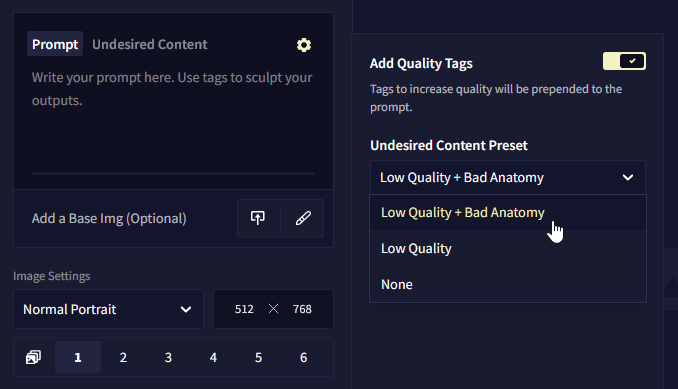 Prompt
Undesired Content
Write your prompt here. Use tags to sculpt your
outputs.
Add a Base Img (Optional)
Image Settings
Normal Portrait
512 × 768
1 2 3 4 5 6
Add Quality Tags
Tags to increase quality will be prepended to the
prompt.
Undesired Content Preset
Low Quality + Bad Anatomy
Low Quality + Bad Anatomy
Low Quality
None